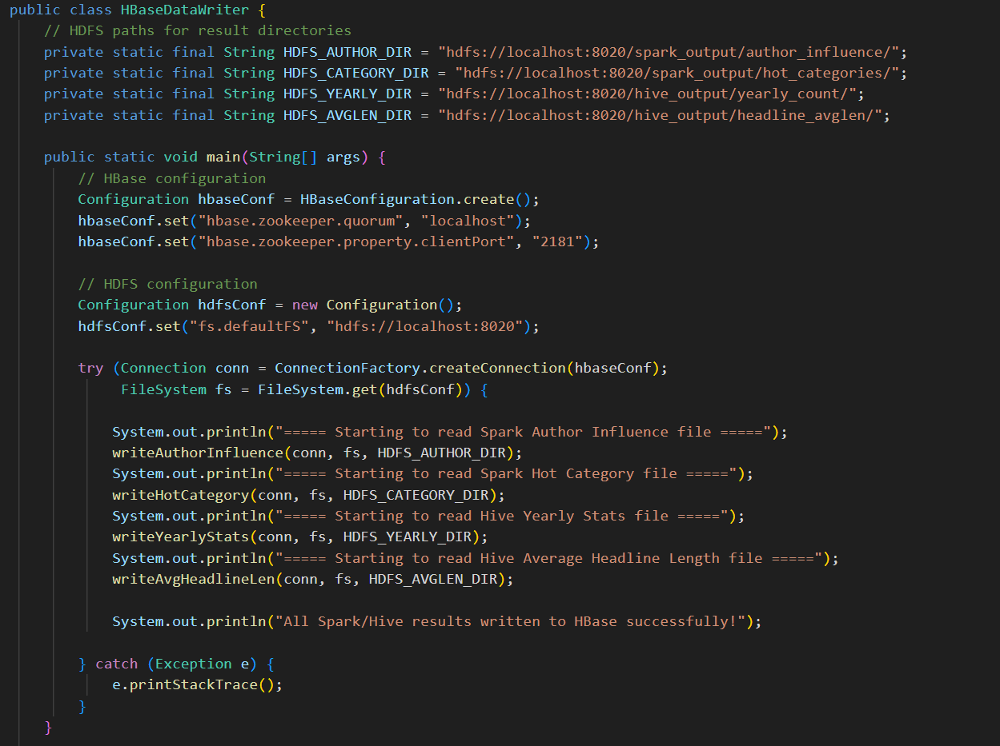 public class HBaseDataWriter {
    // HDFS paths for result directories
    private static final String HDFS_AUTHOR_DIR = "hdfs://localhost:8020/spark_output/author_influence/";
    private static final String HDFS_CATEGORY_DIR = "hdfs://localhost:8020/spark_output/hot_categories/";
    private static final String HDFS_YEARLY_DIR = "hdfs://localhost:8020/hive_output/yearly_count/";
    private static final String HDFS_AVGLEN_DIR = "hdfs://localhost:8020/hive_output/headline_avglen/";

    public static void main(String[] args) {
        // HBase configuration
        Configuration hbaseConf = HBaseConfiguration.create();
        hbaseConf.set("hbase.zookeeper.quorum", "localhost");
        hbaseConf.set("hbase.zookeeper.property.clientPort", "2181");

        // HDFS configuration
        Configuration hdfsConf = new Configuration();
        hdfsConf.set("fs.defaultFS", "hdfs://localhost:8020");

        try (Connection conn = ConnectionFactory.createConnection(hbaseConf);
             FileSystem fs = FileSystem.get(hdfsConf)) {

            System.out.println("===== Starting to read Spark Author Influence file =====");
            writeAuthorInfluence(conn, fs, HDFS_AUTHOR_DIR);
            System.out.println("===== Starting to read Spark Hot Category file =====");
            writeHotCategory(conn, fs, HDFS_CATEGORY_DIR);
            System.out.println("===== Starting to read Hive Yearly Stats file =====");
            writeYearlyStats(conn, fs, HDFS_YEARLY_DIR);
            System.out.println("===== Starting to read Hive Average Headline Length file =====");
            writeAvgHeadlineLen(conn, fs, HDFS_AVGLEN_DIR);

            System.out.println("All Spark/Hive results written to HBase successfully!");

        } catch (Exception e) {
            e.printStackTrace();
        }
    }